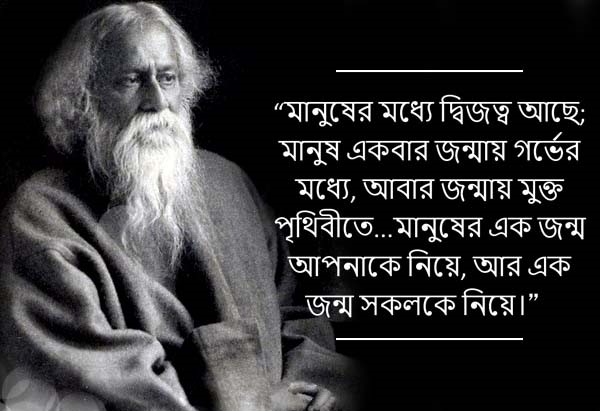 “মানুষের মধ্যে দ্বিজত্ব আছে;
মানুষ একবার জন্মায় গর্ভের
মধ্যে, আবার জন্মায় মুক্ত
পৃথিবীতে...মানুষের এক জন্ম
আপনাকে নিয়ে, আর এক
জন্ম সকলকে নিয়ে।”